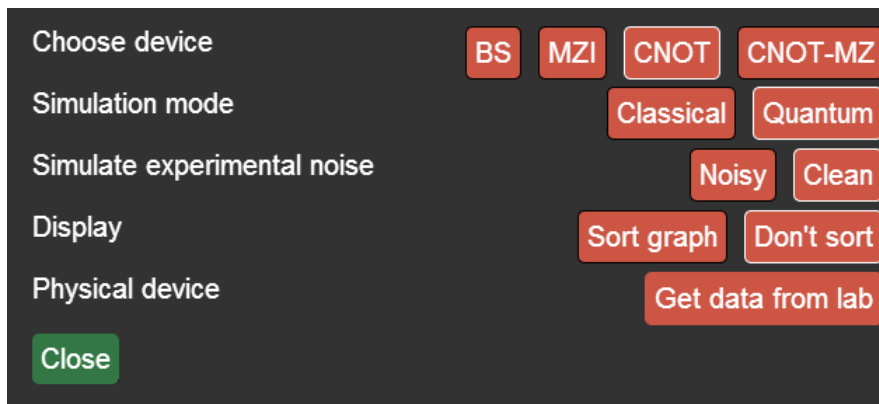 Choose device BS MZI CNOT CNOT-MZ
Simulation mode Classical Quantum
Simulate experimental noise Noisy Clean
Display Sort graph Don't sort
Physical device Get data from lab
Close